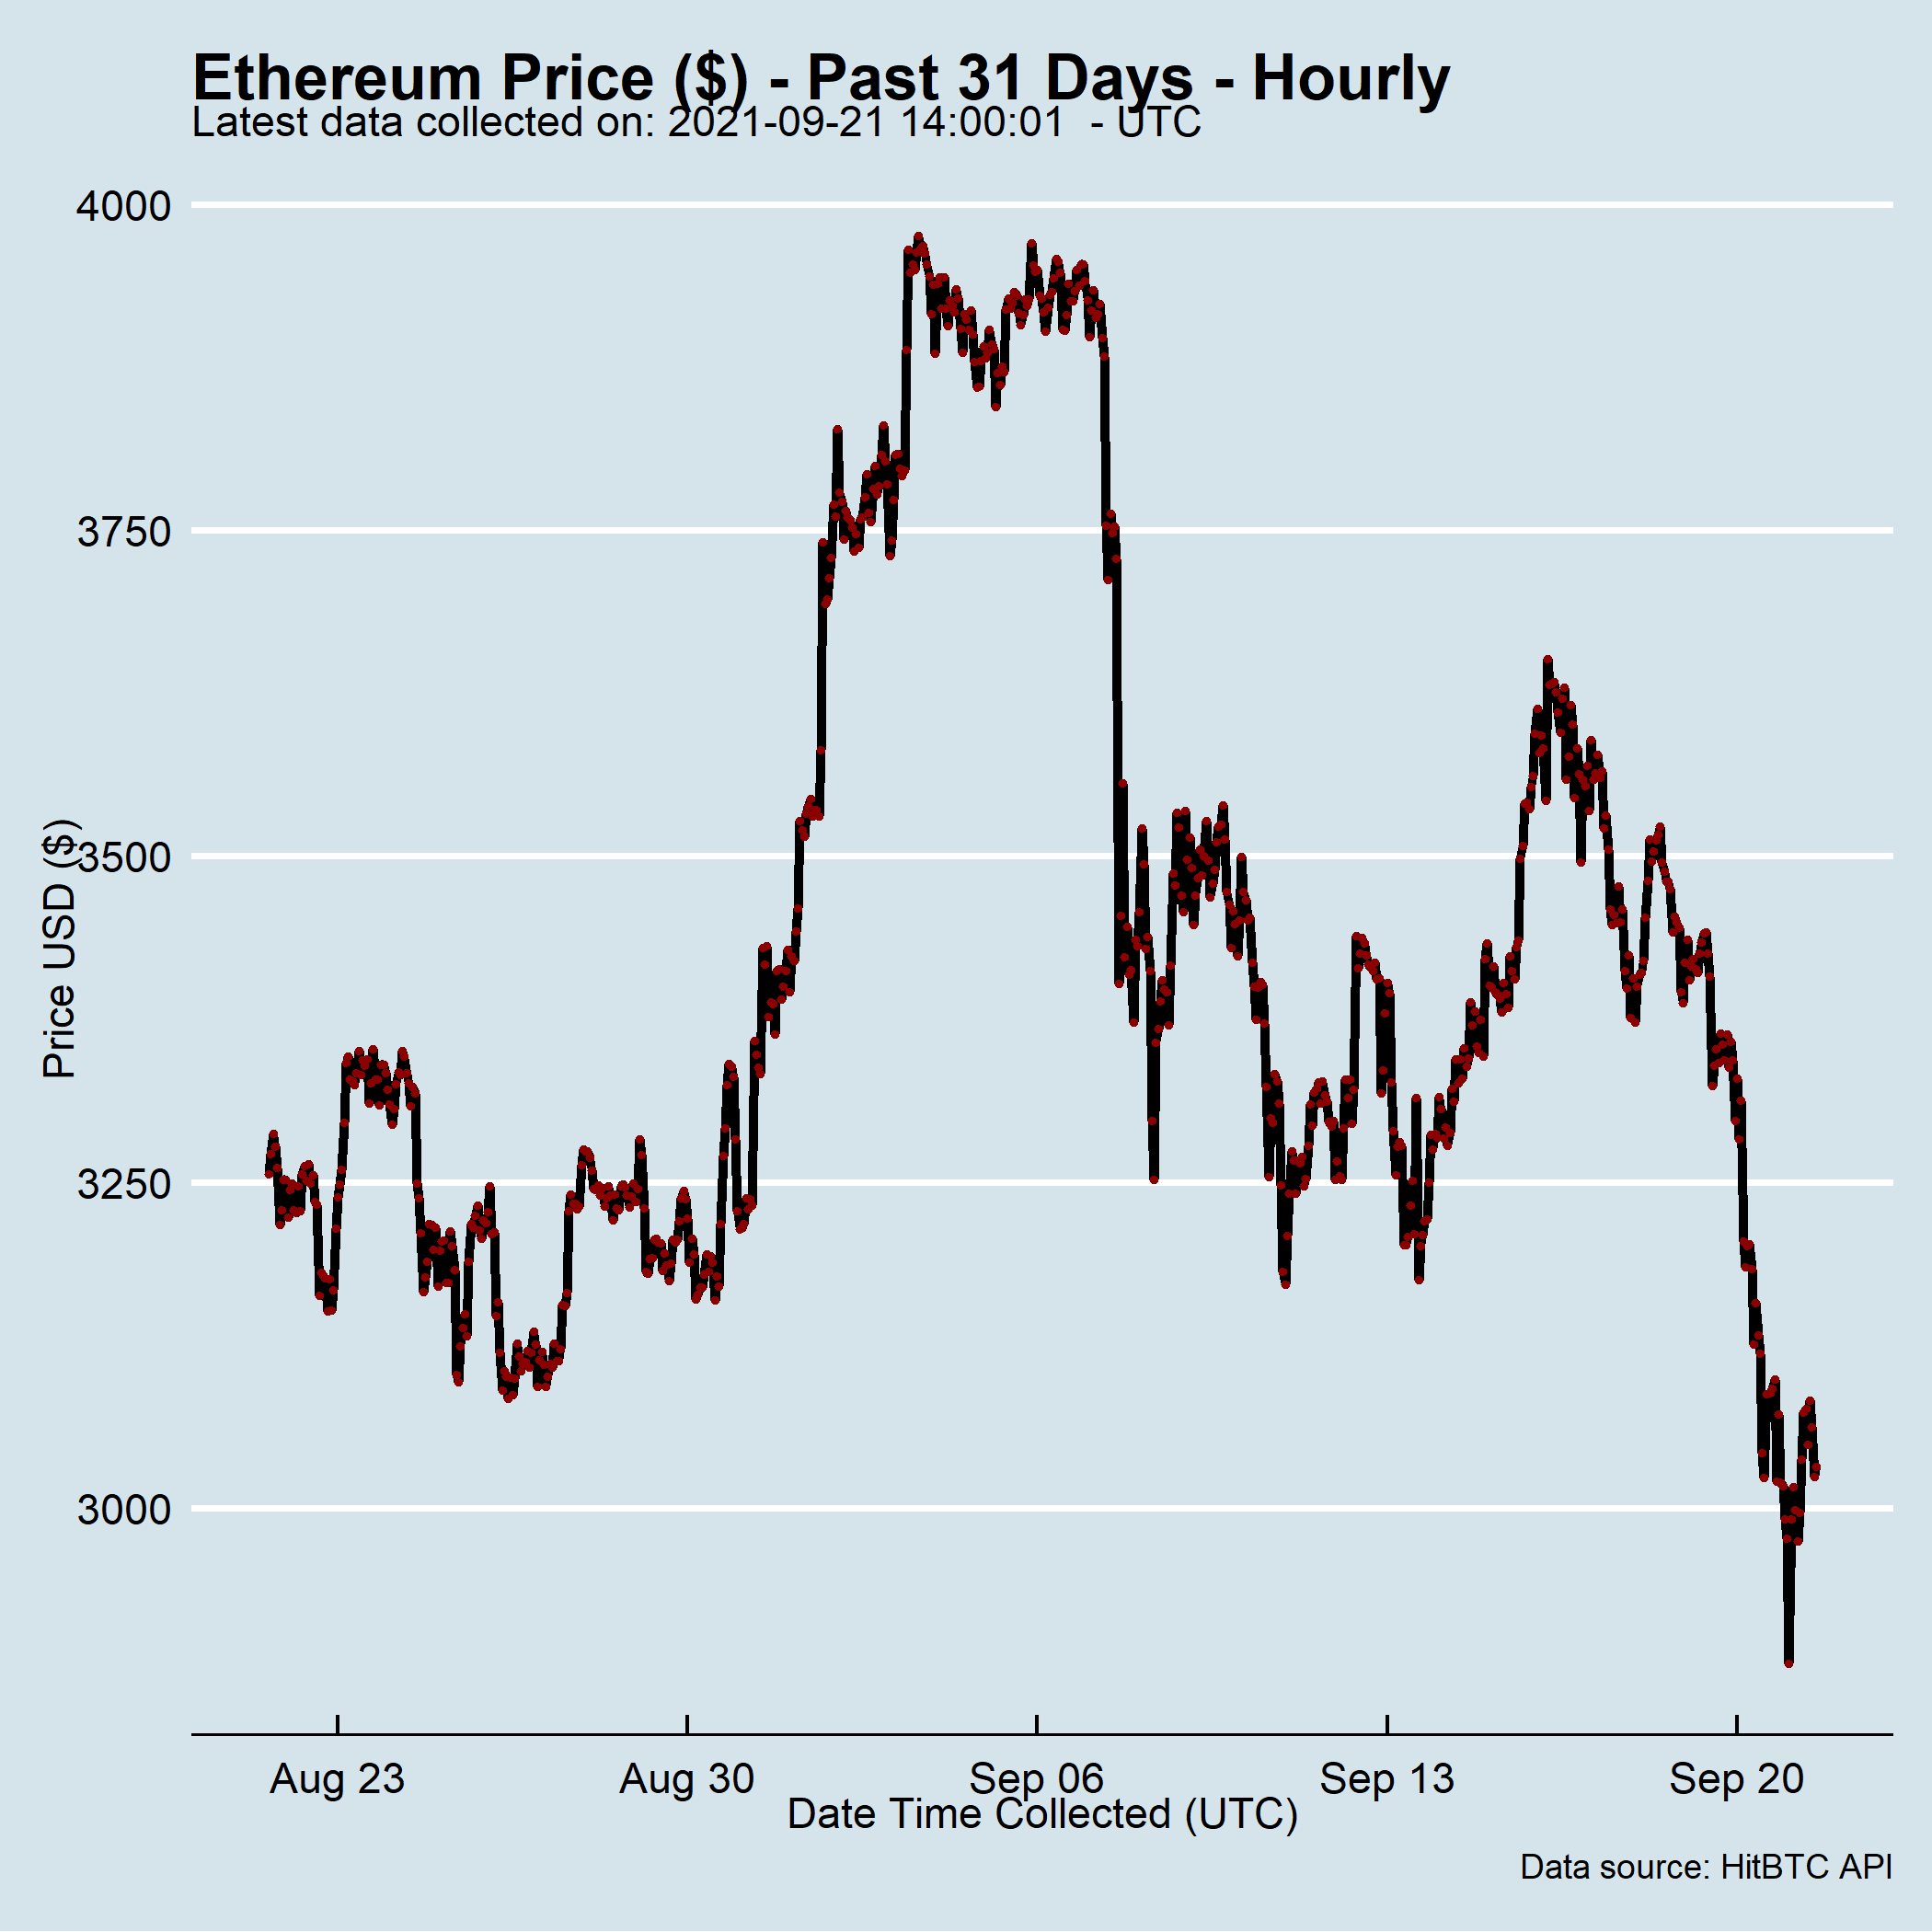 Ethereum Price ($) - Past 31 Days - Hourly
Latest data collected on: 2021-09-21 14:00:01  - UTC
4000
3750
3500
3250
3000
Price USD ($)
Aug 23 Aug 30 Sep 06 Sep 13 Sep 20
Date Time Collected (UTC)
Data source: HitBTC API